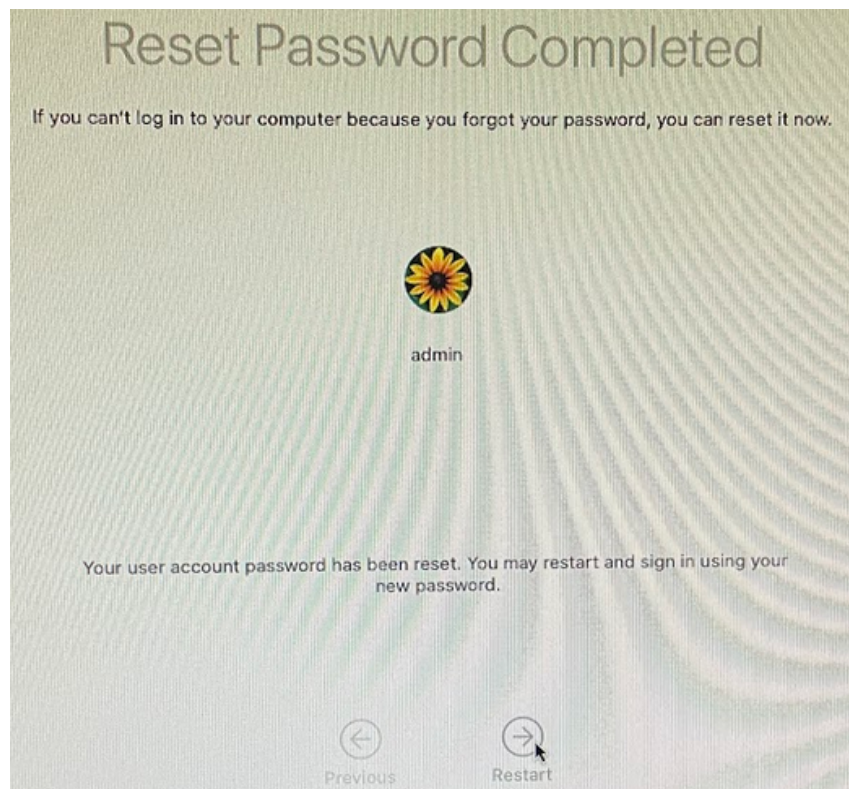 Reset Password Completed
If you can't log in to your computer because you forgot your password, you can reset it now.
admin
Your user account password has been reset. You may restart and sign in using your
new password.
Previous
Restart